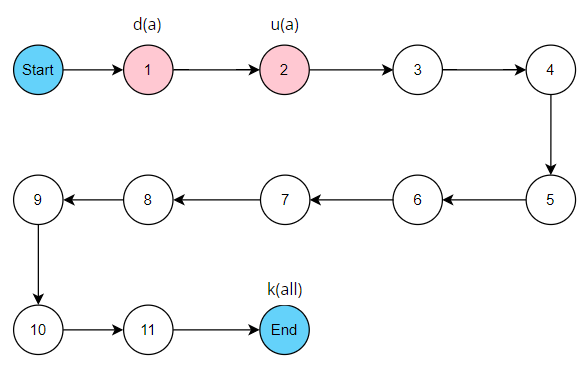 d(a) u(a)
Start 1 2 3 4
9 8 7 6 5
k(all)
10 11 End